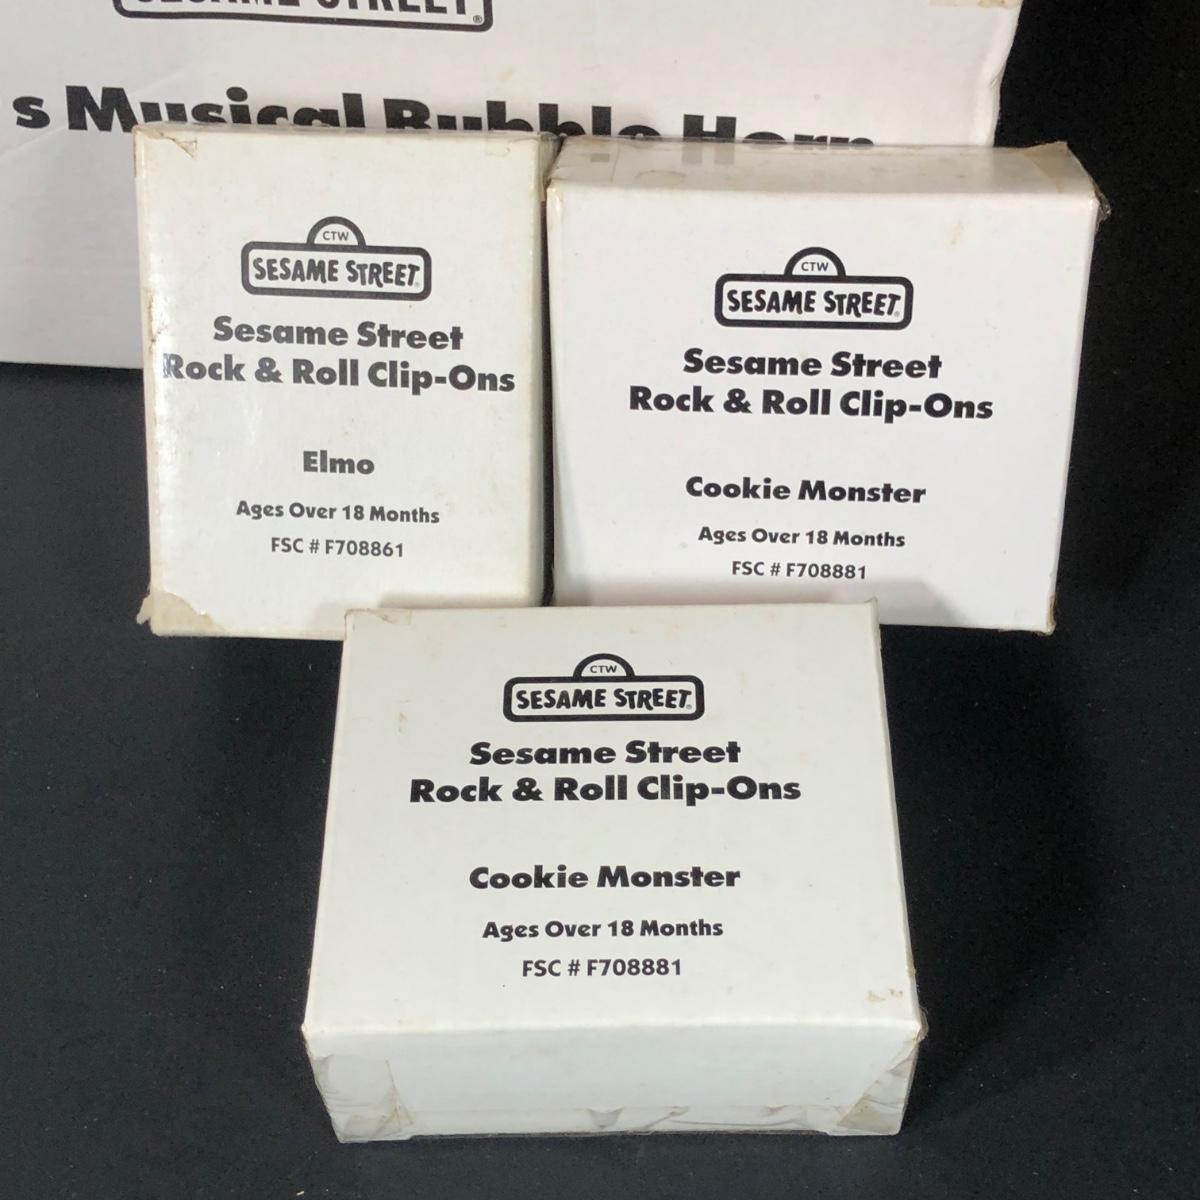 SESAME STREET®
s Musical Bubble Horn
CTW
SESAME STREET®
Sesame Street
Rock & Roll Clip-Ons
Elmo
Ages Over 18 Months
FSC # F708861
CTW
SESAME STREET®
Sesame Street
Rock & Roll Clip-Ons
Cookie Monster
Ages Over 18 Months
FSC # F708881
CTW
SESAME STREET®
Sesame Street
Rock & Roll Clip-Ons
Cookie Monster
Ages Over 18 Months
FSC # F708881